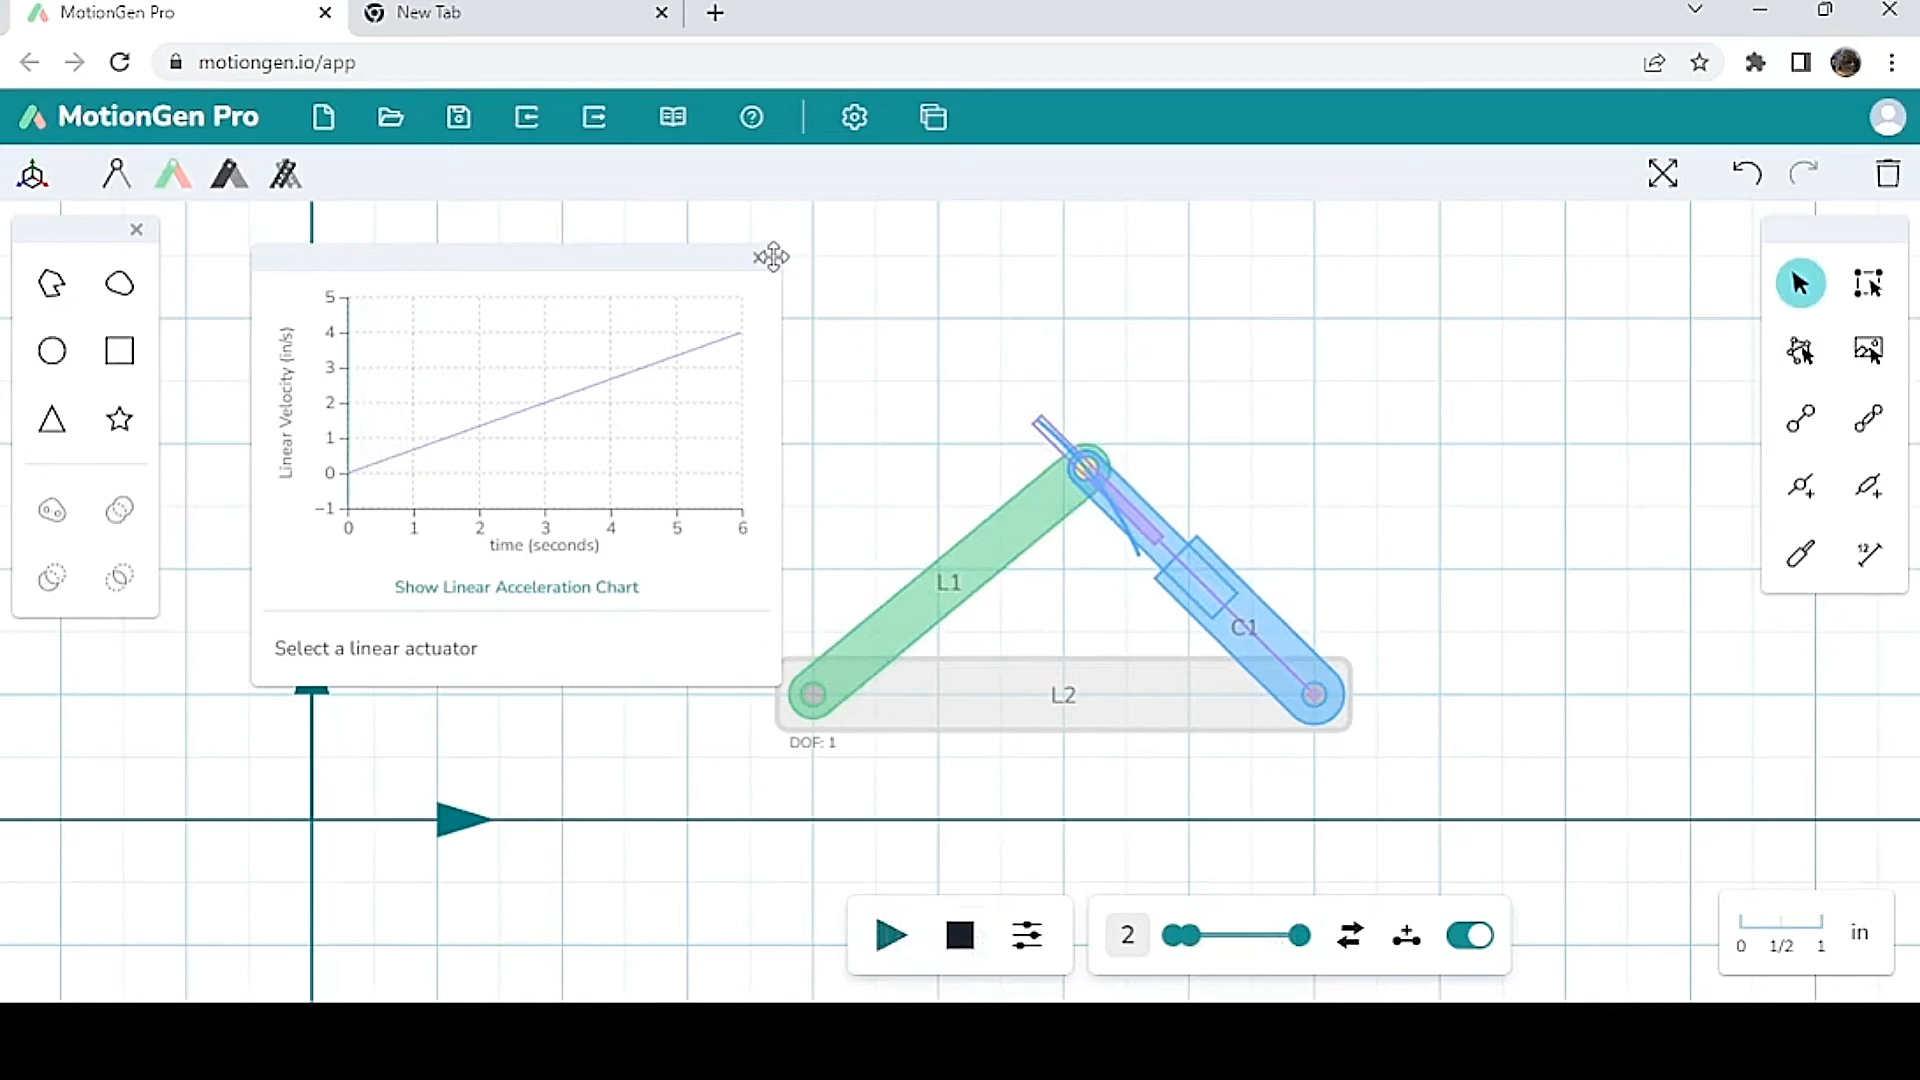 MotionGen Pro
New Tab
motiongen.io/app
MotionGen Pro
5
4
3
2
1
0
-1
Linear Velocity (in/s)
0 1 2 3 4 5 6
time (seconds)
Show Linear Acceleration Chart
Select a linear actuator
L1
C1
L2
DOF: 1
2
12
0 1/2 1 in